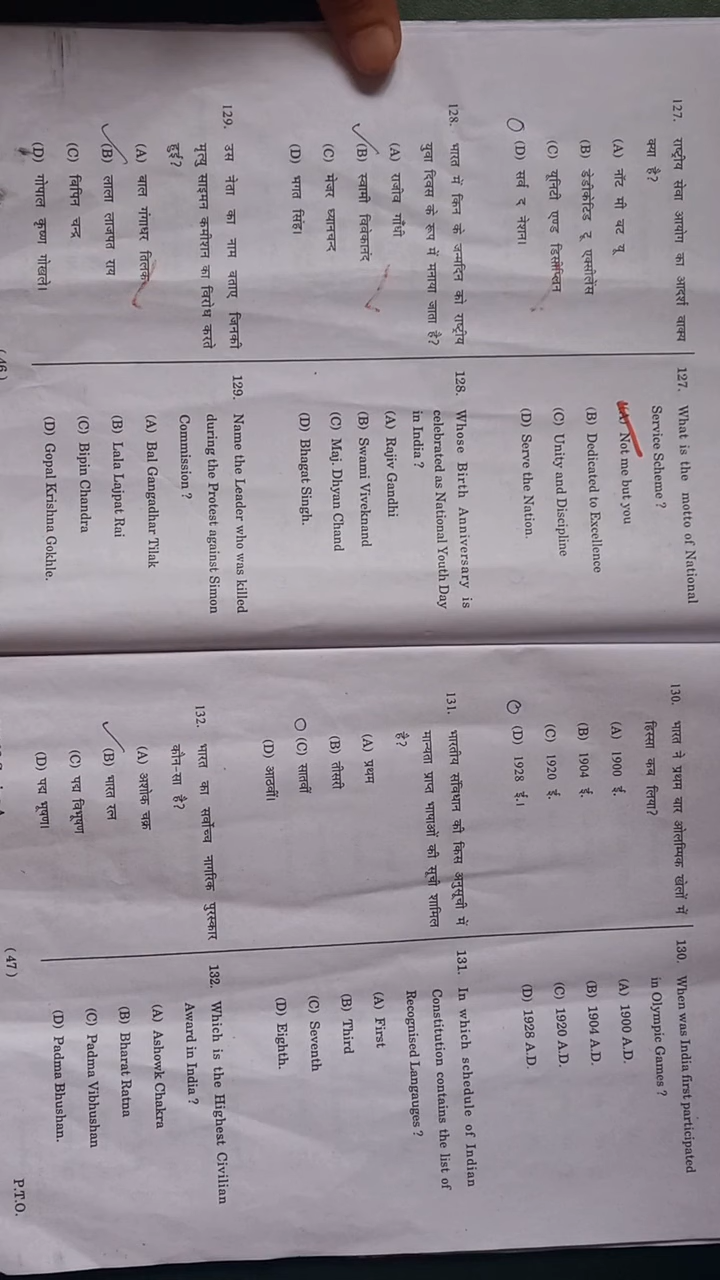 127. राष्ट्रीय सेवा आयोग का आदर्श वाक्य
क्या है?
(A) नॉट मी बट यू
(B) डेडीकेटिड टू एक्सीलेंस
(C) यूनिटी एण्ड डिसीप्लिन
(D) सर्व द नेशन।
128. भारत में किन के जन्मदिन को राष्ट्रीय
युवा दिवस के रूप में मनाया जाता है?
(A) राजीव गाँधी
(B) स्वामी विवेकानंद
(C) मेजर ध्यानचन्द
(D) भगत सिंह।
129. उस नेता का नाम बताए जिनकी
मृत्यु साइमन कमीशन का विरोध करते
हुई?
(A) बाल गंगाधर तिलक
(B) लाला लाजपत राय
(C) बिपिन चन्द्र
(D) गोपाल कृष्ण गोखले।
(46)
127. What is the motto of National
Service Scheme ?
(A) Not me but you
(B) Dedicated to Excellence
(C) Unity and Discipline
(D) Serve the Nation.
128. Whose Birth Anniversary is
celebrated as National Youth Day
in India ?
(A) Rajiv Gandhi
(B) Swami Viveknand
(C) Maj. Dhyan Chand
(D) Bhagat Singh.
129. Name the Leader who was killed
during the Protest against Simon
Commission ?
(A) Bal Gangadhar Tilak
(B) Lala Lajpat Rai
(C) Bipin Chandra
(D) Gopal Krishna Gokhle.
130. भारत ने प्रथम बार ओलम्पिक खेलों में
हिस्सा कब लिया?
(A) 1900 ई.
(B) 1904 ई.
(C) 1920 ई.
(D) 1928 ई.।
131. भारतीय संविधान की किस अनुसूची में
मान्यता प्राप्त भाषाओं की सूची शामिल
है?
(A) प्रथम
(B) तीसरी
(C) सातवीं
(D) आठवीं।
132. भारत का सर्वोच्च नागरिक पुरस्कार
कौन-सा है?
(A) अशोक चक्र
(B) भारत रत्न
(C) पद्म विभूषण
(D) पद्म भूषण।
130. When was India first participated
in Olympic Games ?
(A) 1900 A.D.
(B) 1904 A.D.
(C) 1920 A.D.
(D) 1928 A.D.
131. In which schedule of Indian
Constitution contains the list of
Recognised Langauges ?
(A) First
(B) Third
(C) Seventh
(D) Eighth.
132. Which is the Highest Civilian
Award in India ?
(A) Ashowk Chakra
(B) Bharat Ratna
(C) Padma Vibhushan
(D) Padma Bhushan.
(47)
P.T.O.